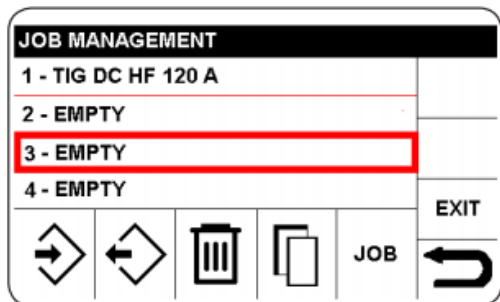 JOB MANAGEMENT
1 - TIG DC HF 120 A
2 - EMPTY
3 - EMPTY
4 - EMPTY
EXIT
JOB